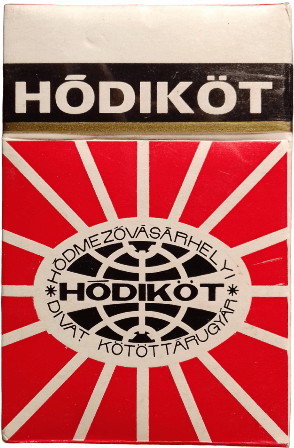 HÓDIKÖT
HÓDMEZŐVÁSÁRHELYI
HÓDIKÖT
DIVAT KÖTÖTTÁRUGYÁR